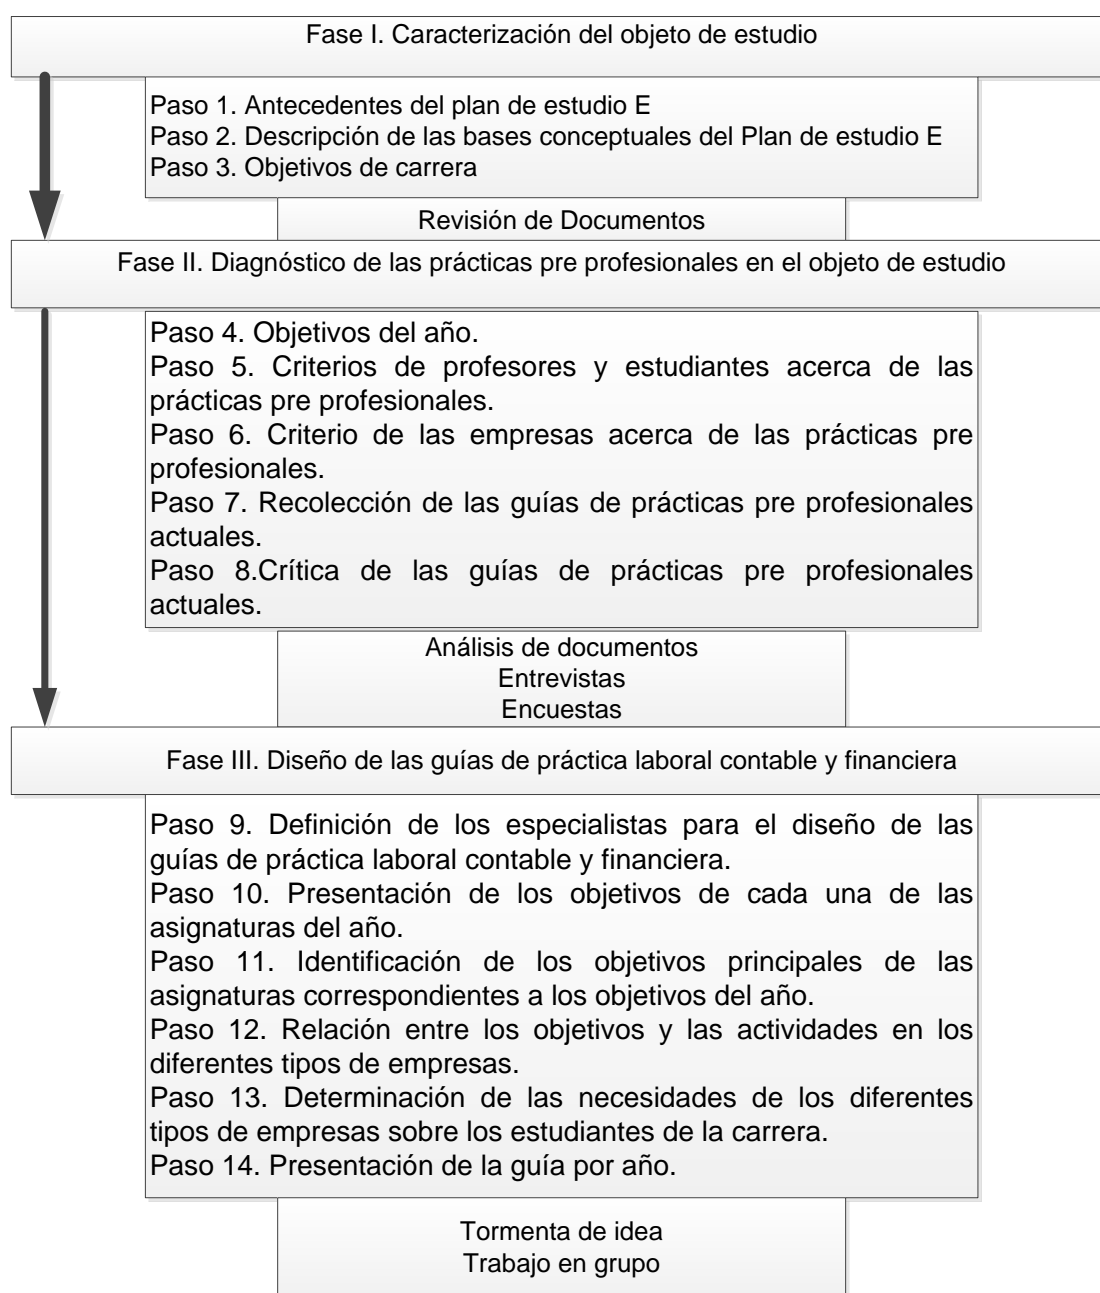 Fase I. Caracterización del objeto de estudio
Paso 1. Antecedentes del plan de estudio E
Paso 2. Descripción de las bases conceptuales del Plan de estudio E
Paso 3. Objetivos de carrera
Revisión de Documentos
Fase II. Diagnóstico de las prácticas pre profesionales en el objeto de estudio
Paso 4. Objetivos del año.
Paso 5. Criterios de profesores y estudiantes acerca de las
prácticas pre profesionales.
Paso 6. Criterio de las empresas acerca de las prácticas pre
profesionales.
Paso 7. Recolección de las guías de prácticas pre profesionales
actuales.
Paso 8.Crítica de las guías de prácticas pre profesionales
actuales.
Análisis de documentos
Entrevistas
Encuestas
Fase III. Diseño de las guías de práctica laboral contable y financiera
Paso 9. Definición de los especialistas para el diseño de las
guías de práctica laboral contable y financiera.
Paso 10. Presentación de los objetivos de cada una de las
asignaturas del año.
Paso 11. Identificación de los objetivos principales de las
asignaturas correspondientes a los objetivos del año.
Paso 12. Relación entre los objetivos y las actividades en los
diferentes tipos de empresas.
Paso 13. Determinación de las necesidades de los diferentes
tipos de empresas sobre los estudiantes de la carrera.
Paso 14. Presentación de la guía por año.
Tormenta de idea
Trabajo en grupo